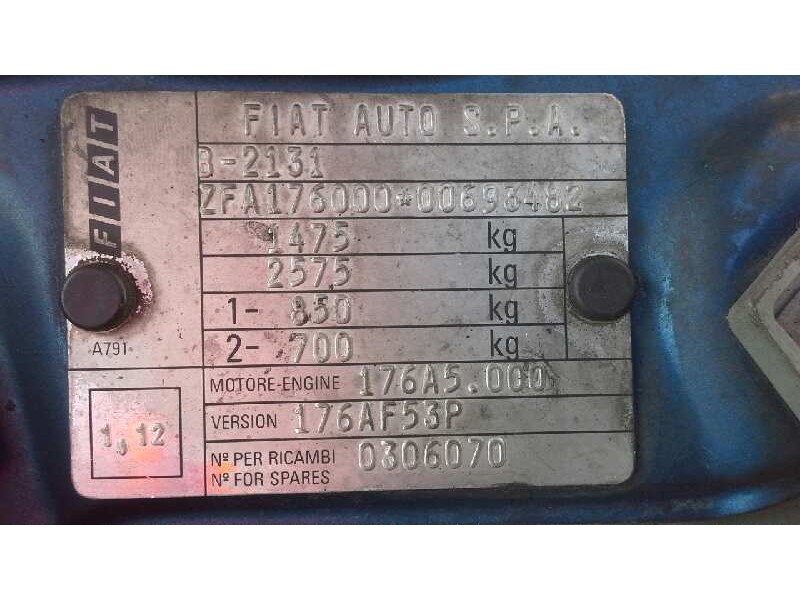 FIAT
FIAT AUTO S.P.A.
B-2131
ZFA176000*00693482
1475 kg
2575 kg
1- 850 kg
2- 700 kg
A791
MOTORE-ENGINE 176A5.000
VERSION 176AF53P
1,12
Nº PER RICAMBI 0306070
Nº FOR SPARES